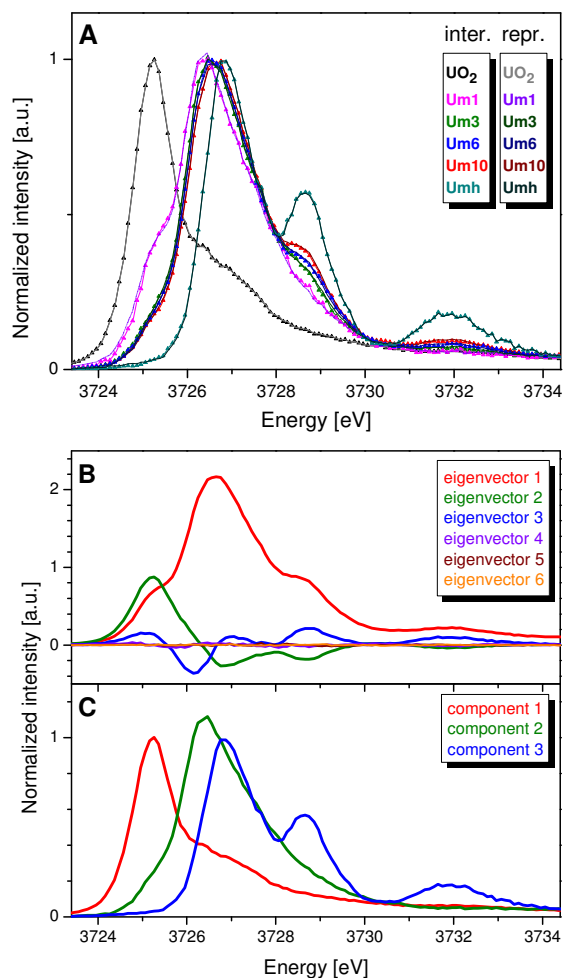 A
inter. repr.
UO2 UO2
Um1 Um1
Um3 Um3
Um6 Um6
Um10 Um10
Umh Umh
Normalized intensity [a.u.]
1
0
3724 3726 3728 3730 3732 3734
Energy [eV]
B
eigenvector 1
eigenvector 2
eigenvector 3
eigenvector 4
eigenvector 5
eigenvector 6
2
0
Normalized intensity [a.u.]
C
component 1
component 2
component 3
1
0
3724 3726 3728 3730 3732 3734
Energy [eV]